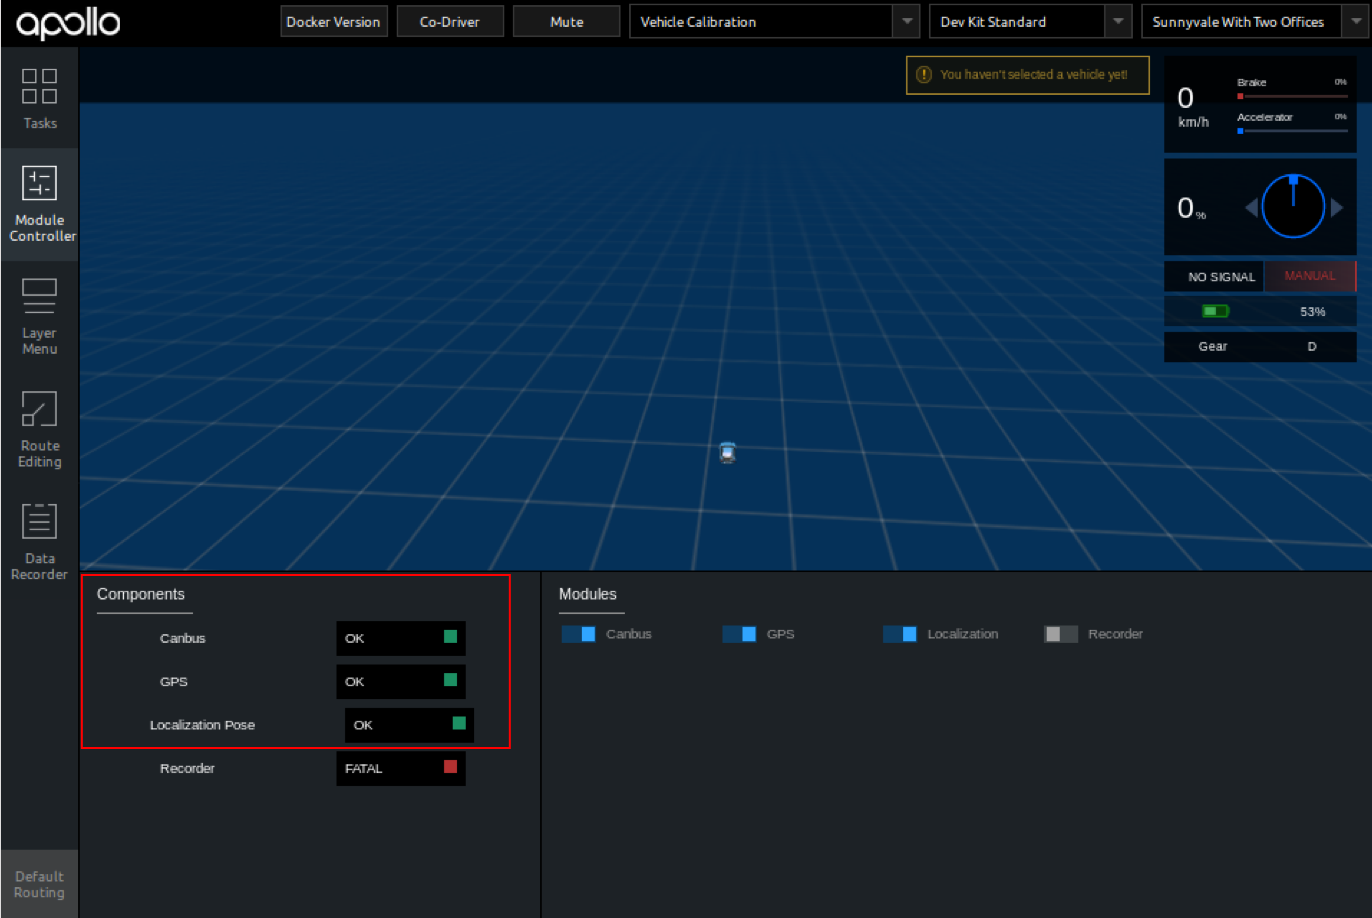 apollo
Docker Version
Co-Driver
Mute
Vehicle Calibration
Dev Kit Standard
Sunnyvale With Two Offices
Tasks
Module
Controller
Layer
Menu
Route
Editing
Data
Recorder
Default
Routing
! You haven't selected a vehicle yet!
0
km/h
Brake 0%
Accelerator 0%
0%
NO SIGNAL
MANUAL
53%
Gear D
Components
Canbus OK
GPS OK
Localization Pose OK
Recorder FATAL
Modules
Canbus
GPS
Localization
Recorder